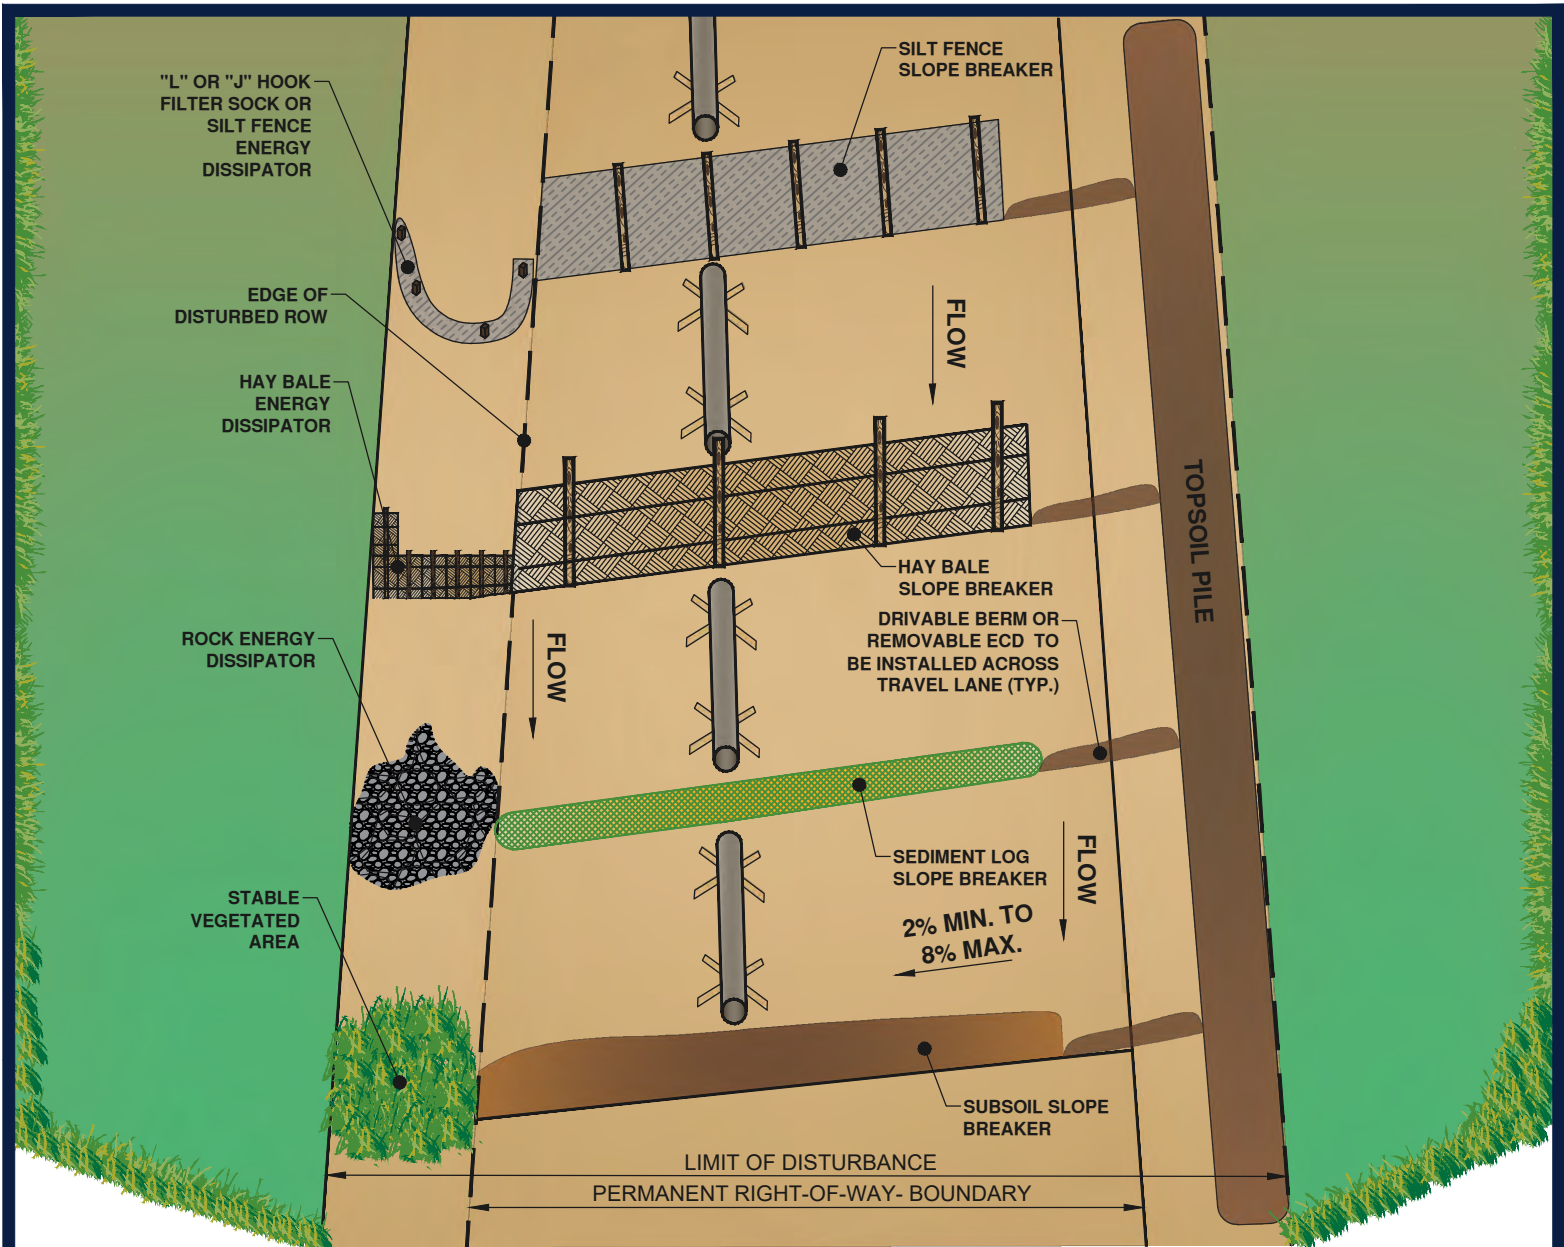 SILT FENCE
SLOPE BREAKER
"L" OR "J" HOOK
FILTER SOCK OR
SILT FENCE
ENERGY
DISSIPATOR
EDGE OF
DISTURBED ROW
FLOW
HAY BALE
ENERGY
DISSIPATOR
TOPSOIL PILE
HAY BALE
SLOPE BREAKER
DRIVABLE BERM OR
REMOVABLE ECD TO
BE INSTALLED ACROSS
TRAVEL LANE (TYP.)
ROCK ENERGY
DISSIPATOR
FLOW
SEDIMENT LOG
SLOPE BREAKER
FLOW
STABLE
VEGETATED
AREA
2% MIN. TO
8% MAX.
SUBSOIL SLOPE
BREAKER
LIMIT OF DISTURBANCE
PERMANENT RIGHT-OF-WAY- BOUNDARY